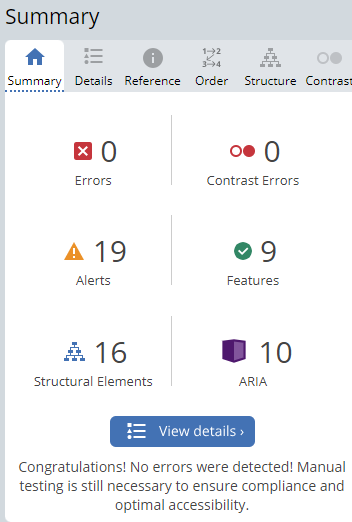 Summary
1→2
3→4
Summary Details Reference Order Structure Contrast
0 0
Errors Contrast Errors
19 9
Alerts Features
16 10
Structural Elements ARIA
View details ›
Congratulations! No errors were detected! Manual
testing is still necessary to ensure compliance and
optimal accessibility.